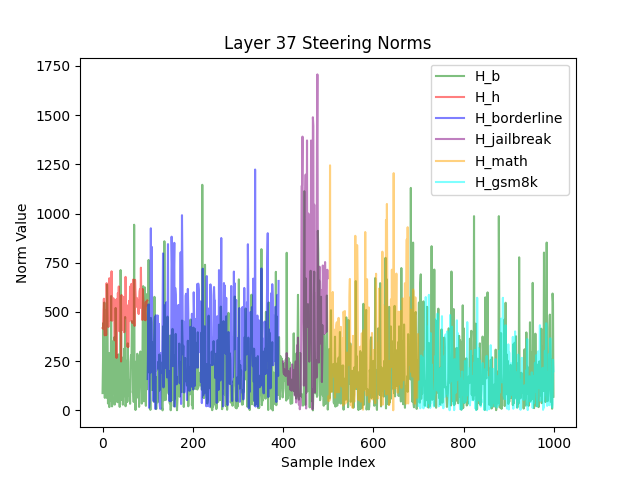 Layer 37 Steering Norms
1750
1500
1250
1000
750
500
250
0
Norm Value
H_b
H_h
H_borderline
H_jailbreak
H_math
H_gsm8k
0
200
400
600
800
1000
Sample Index